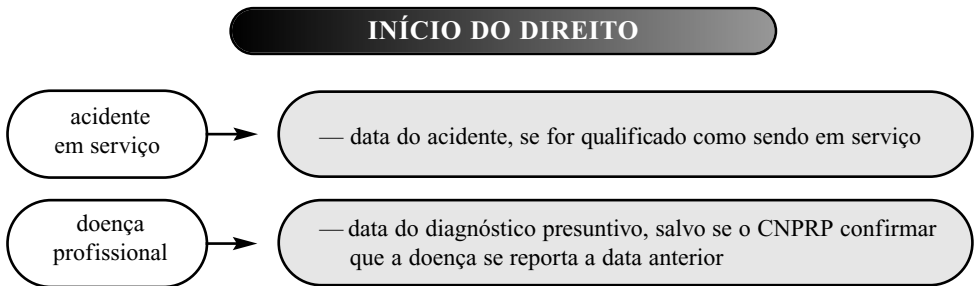 INÍCIO DO DIREITO
acidente
em serviço
— data do acidente, se for qualificado como sendo em serviço
doença
profissional
— data do diagnóstico presuntivo, salvo se o CNPRP confirmar
que a doença se reporta a data anterior